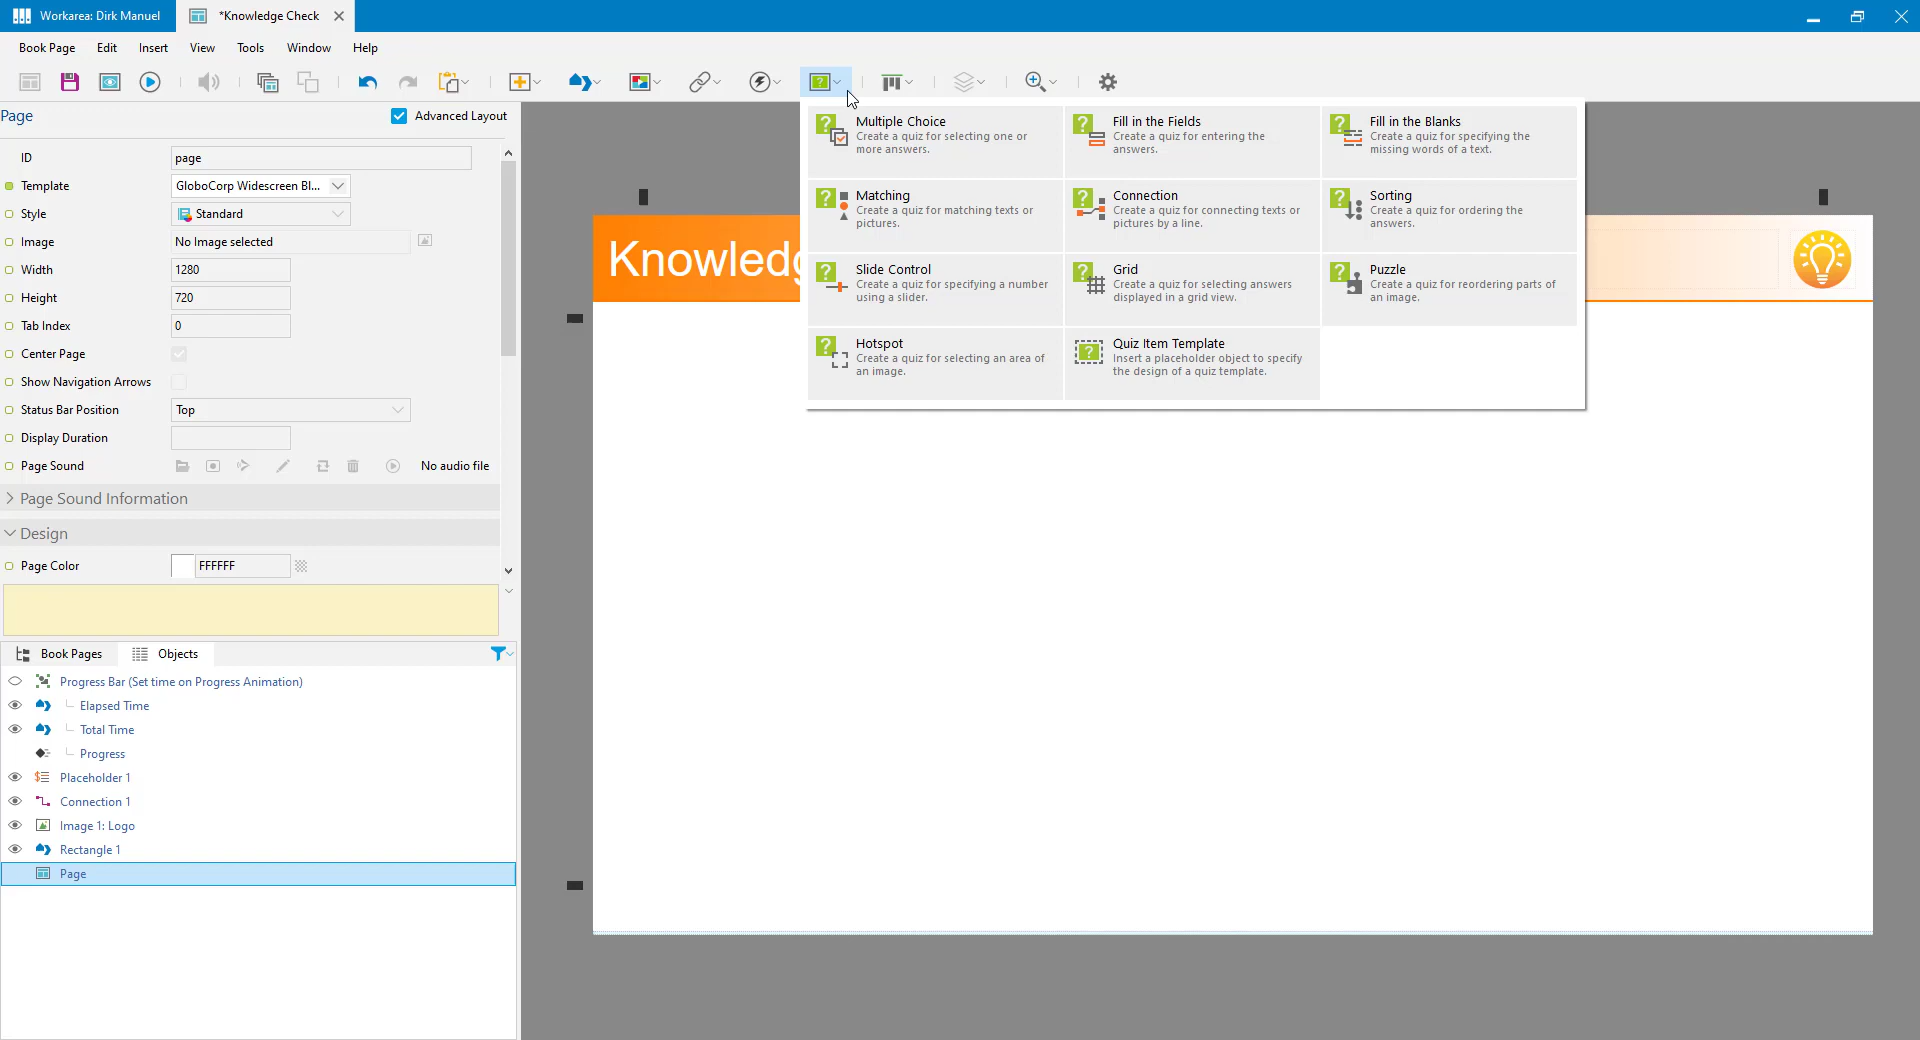 Workarea: Dirk Manuel
*Knowledge Check
Book Page Edit Insert View Tools Window Help
Page
Advanced Layout
ID page
Template GloboCorp Widescreen Bl...
Style Standard
Image No Image selected
Width 1280
Height 720
Tab Index 0
Center Page
Show Navigation Arrows
Status Bar Position Top
Display Duration
Page Sound No audio file
Page Sound Information
Design
Page Color FFFFFF
Book Pages Objects
Progress Bar (Set time on Progress Animation)
Elapsed Time
Total Time
Progress
Placeholder 1
Connection 1
Image 1: Logo
Rectangle 1
Page
Multiple Choice
Create a quiz for selecting one or
more answers.
Fill in the Fields
Create a quiz for entering the
answers.
Fill in the Blanks
Create a quiz for specifying the
missing words of a text.
Matching
Create a quiz for matching texts or
pictures.
Connection
Create a quiz for connecting texts or
pictures by a line.
Sorting
Create a quiz for ordering the
answers.
Slide Control
Create a quiz for specifying a number
using a slider.
Grid
Create a quiz for selecting answers
displayed in a grid view.
Puzzle
Create a quiz for reordering parts of
an image.
Hotspot
Create a quiz for selecting an area of
an image.
Quiz Item Template
Insert a placeholder object to specify
the design of a quiz template.
Knowledg